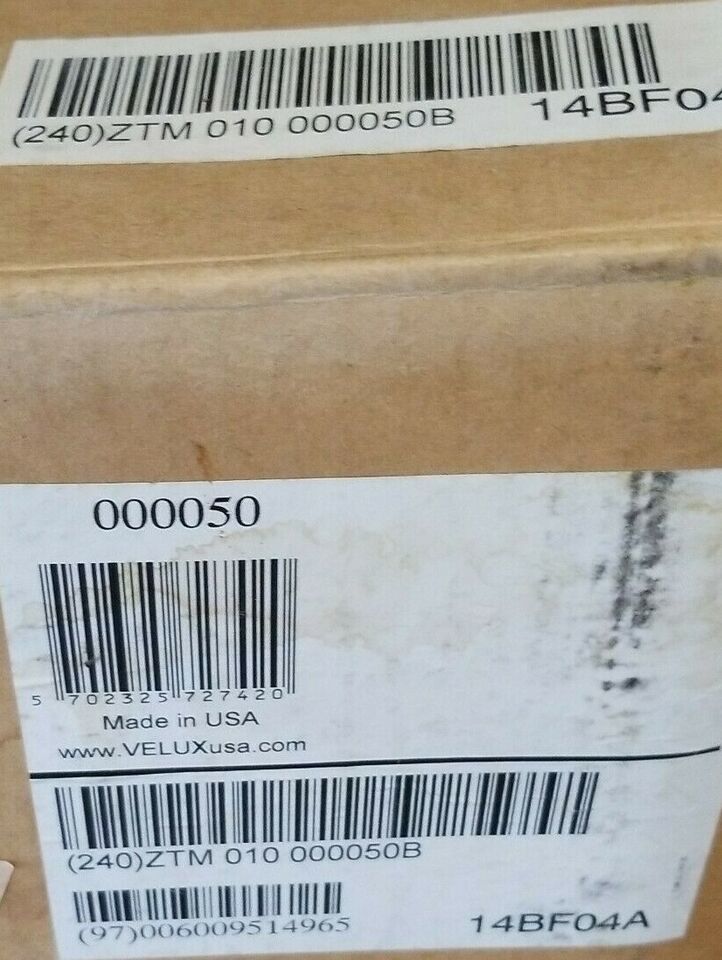 (240)ZTM 010 000050B
14BF04
000050
5 702325 727420
Made in USA
www.VELUXusa.com
(240)ZTM 010 000050B
(97)006009514965
14BF04A